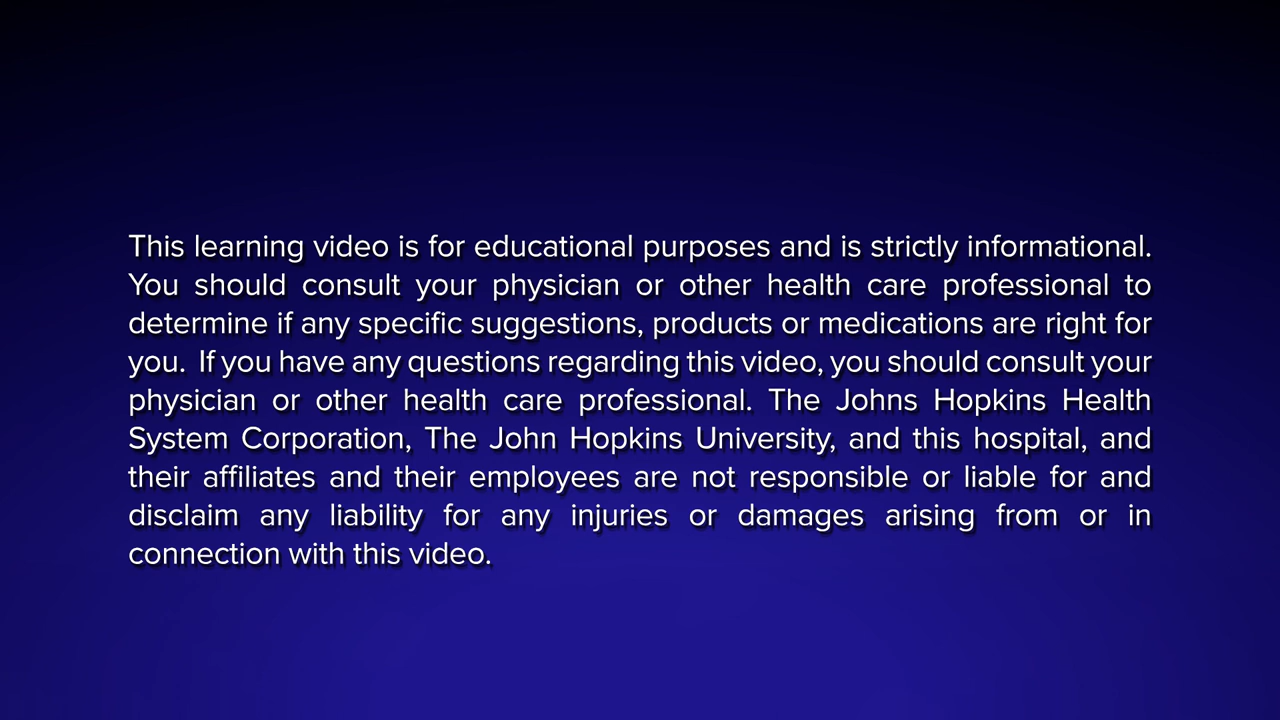 This learning video is for educational purposes and is strictly informational.
You should consult your physician or other health care professional to
determine if any specific suggestions, products or medications are right for
you.  If you have any questions regarding this video, you should consult your
physician or other health care professional. The Johns Hopkins Health
System Corporation, The John Hopkins University, and this hospital, and
their affiliates and their employees are not responsible or liable for and
disclaim any liability for any injuries or damages arising from or in
connection with this video.